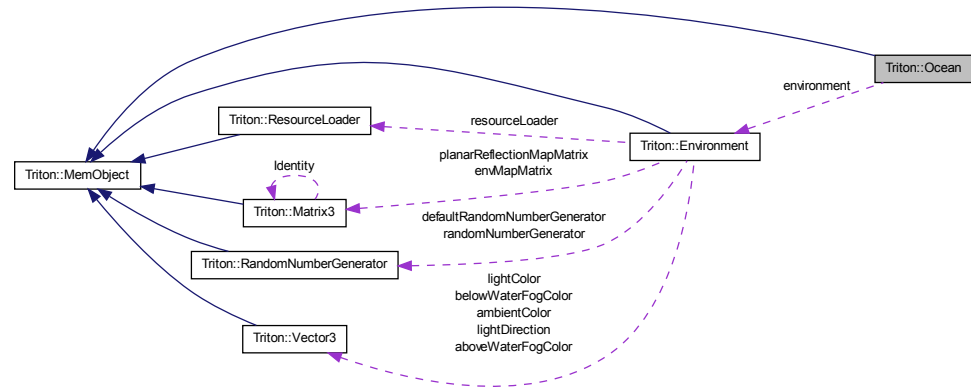 Triton::Ocean
environment
Triton::ResourceLoader
resourceLoader
Triton::Environment
planarReflectionMapMatrix
envMapMatrix
Identity
Triton::MemObject
Triton::Matrix3
defaultRandomNumberGenerator
randomNumberGenerator
Triton::RandomNumberGenerator
lightColor
belowWaterFogColor
ambientColor
lightDirection
aboveWaterFogColor
Triton::Vector3